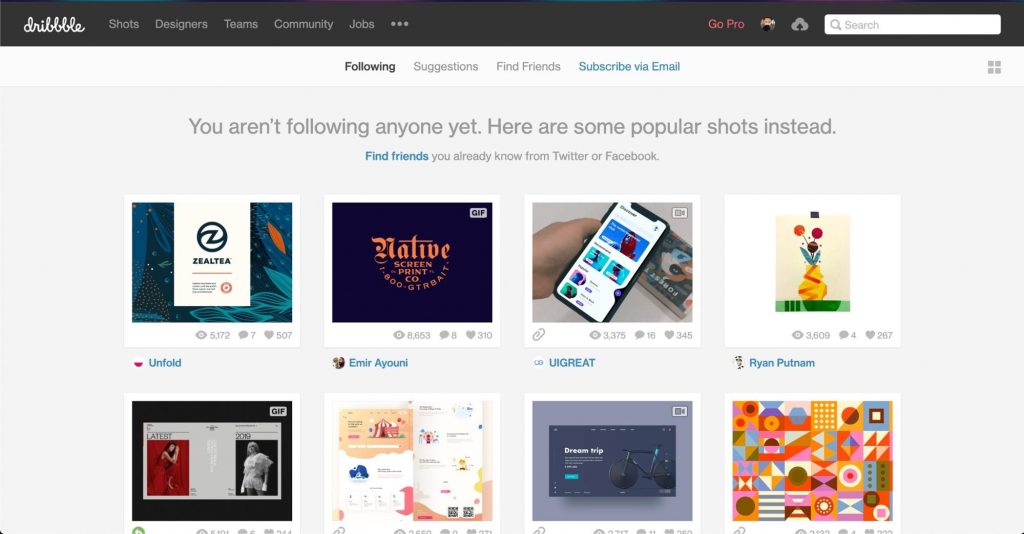 dribbble Shots Designers Teams Community Jobs ••• Go Pro Search
Following Suggestions Find Friends Subscribe via Email
You aren't following anyone yet. Here are some popular shots instead.
Find friends you already know from Twitter or Facebook.
ZEALTEA
5,172 7 507
Unfold
GIF
Native
SCREEN
PRINT
CO
1-800-GTRBAIT
8,653 8 310
Emir Ayouni
Discover
3,375 16 345
UIGREAT
3,609 4 267
Ryan Putnam
GIF
LATEST 2019
Dream trip